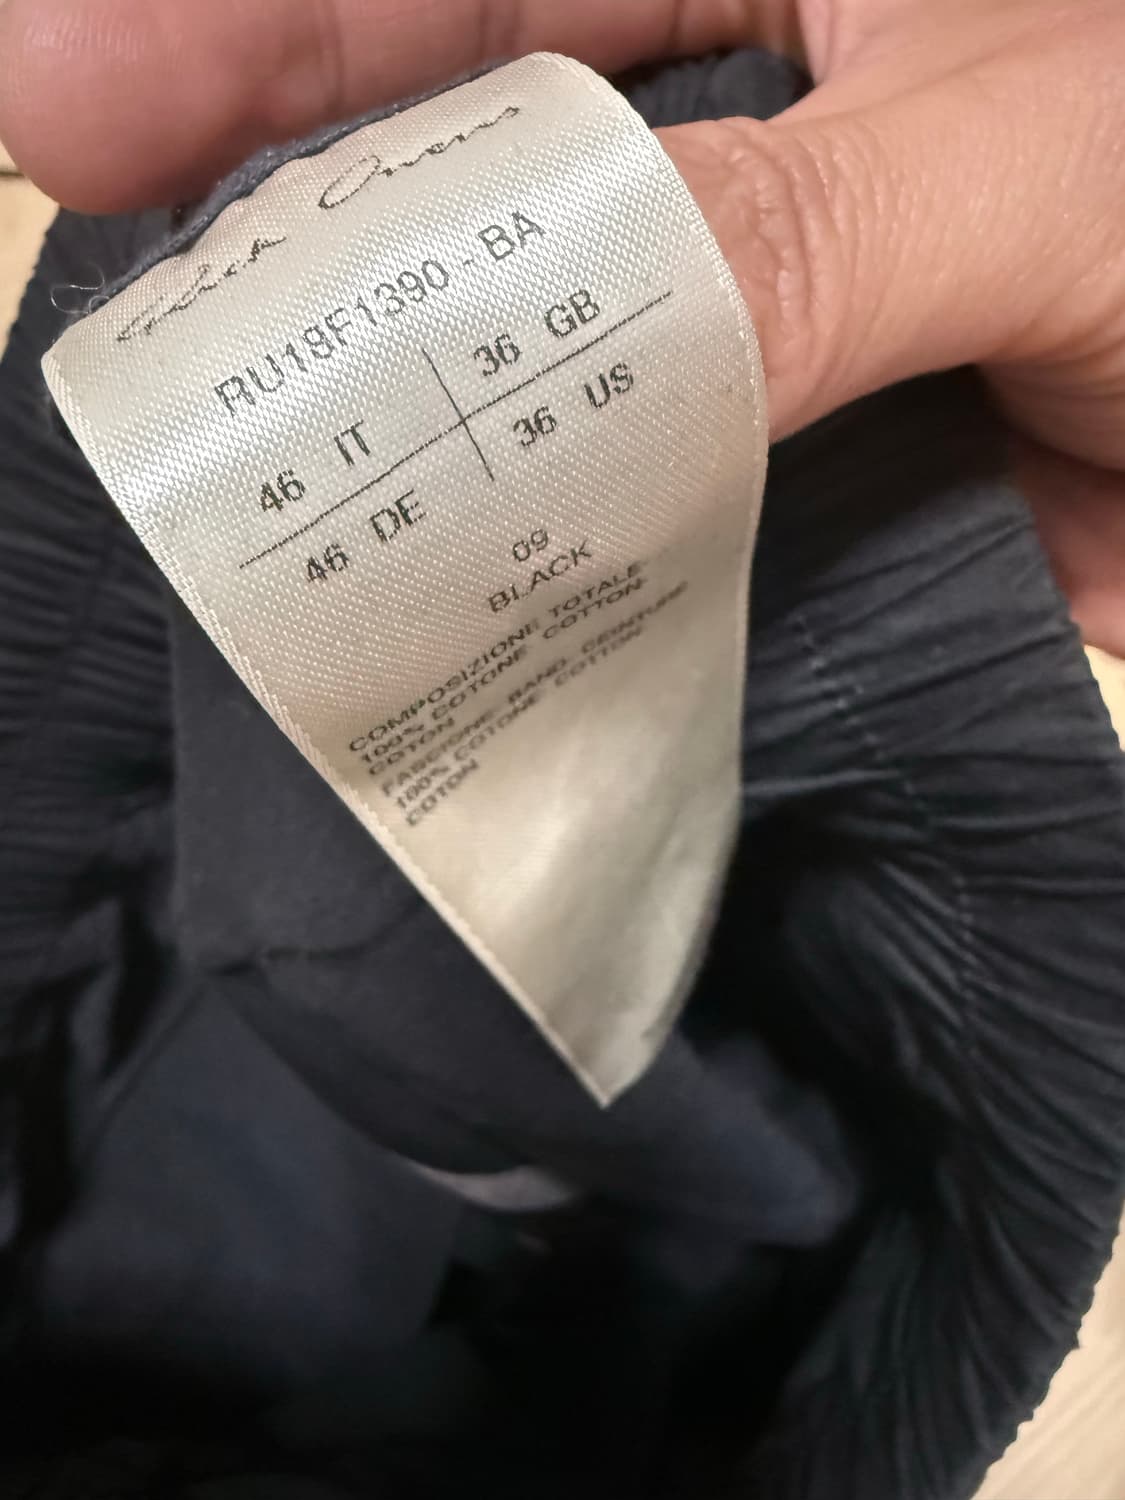 Rick Owens
RU19F1390 - BA
46 IT 36 GB
46 DE 36 US
09
BLACK
COMPOSIZIONE TOTALE
100% COTONE COTTON
COTON
FASCIONE BAND CEINTURE
100% COTONE COTTON
COTON